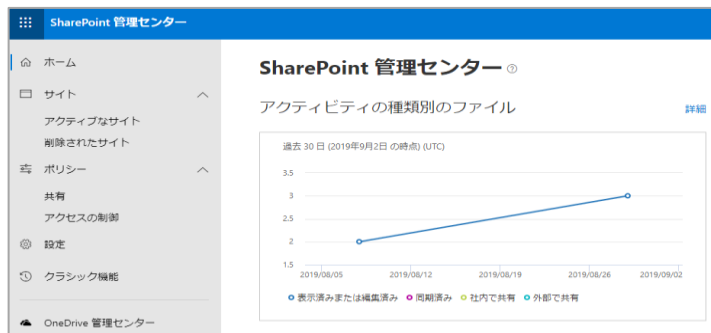 SharePoint 管理センター
ホーム
サイト
アクティブなサイト
削除されたサイト
ポリシー
共有
アクセスの制御
設定
クラシック機能
OneDrive 管理センター
SharePoint 管理センター
アクティビティの種類別のファイル
詳細
過去 30 日 (2019年9月2日 の時点) (UTC)
3.5
3
2.5
2
1.5
2019/08/05 2019/08/12 2019/08/19 2019/08/26 2019/09/02
表示済みまたは編集済み 同期済み 社内で共有 外部で共有